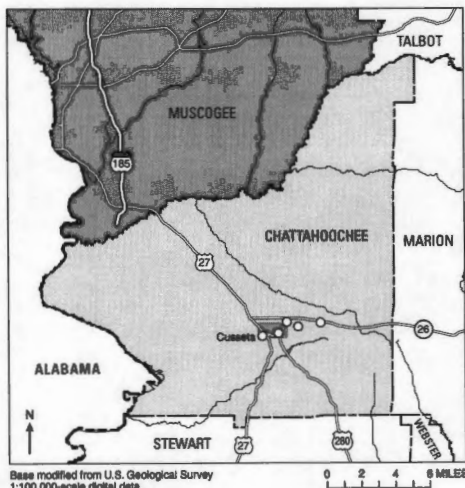 TALBOT
MUSCOGEE
185
CHATTAHOOCHEE
MARION
27
26
Cusseta
ALABAMA
N
STEWART
27
280
WEBSTER
Base modified from U.S. Geological Survey
0 2 4 6 MILES
1:100,000-scale digital data